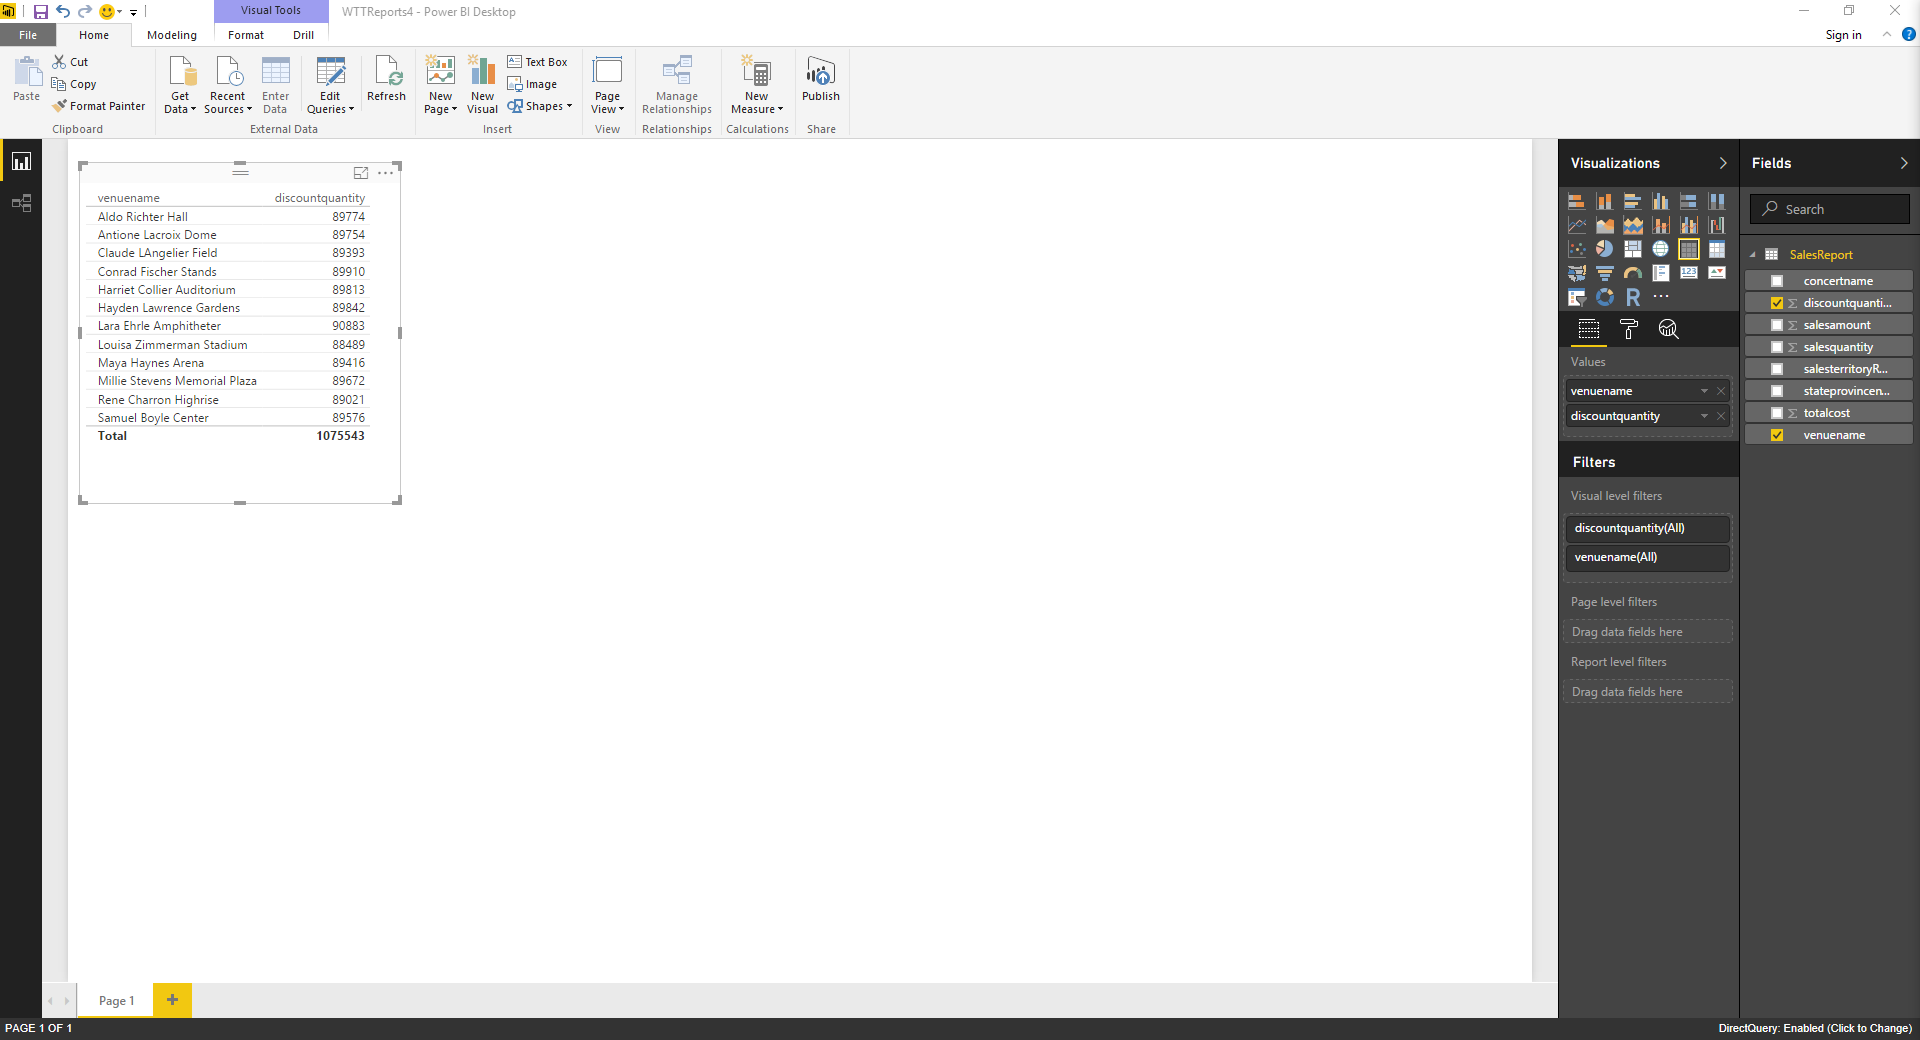 Visual Tools
WTTReports4 - Power BI Desktop
File
Home
Modeling
Format
Drill
Sign in
?
Paste
Cut
Copy
Format Painter
Clipboard
Get
Data
Recent
Sources
Enter
Data
External Data
Edit
Queries
Refresh
New
Page
New
Visual
Text Box
Image
Shapes
Insert
Page
View
View
Manage
Relationships
Relationships
New
Measure
Calculations
Publish
Share
venuename discountquantity
Aldo Richter Hall 89774
Antione Lacroix Dome 89754
Claude LAngelier Field 89393
Conrad Fischer Stands 89910
Harriet Collier Auditorium 89813
Hayden Lawrence Gardens 89842
Lara Ehrle Amphitheter 90883
Louisa Zimmerman Stadium 88489
Maya Haynes Arena 89416
Millie Stevens Memorial Plaza 89672
Rene Charron Highrise 89021
Samuel Boyle Center 89576
Total 1075543
Visualizations
123
R
Values
venuename
discountquantity
Filters
Visual level filters
discountquantity(All)
venuename(All)
Page level filters
Drag data fields here
Report level filters
Drag data fields here
Fields
Search
SalesReport
concertname
Σ discountquanti...
Σ salesamount
Σ salesquantity
salesterritoryR...
stateprovincen...
Σ totalcost
venuename
Page 1
+
PAGE 1 OF 1
DirectQuery: Enabled (Click to Change)